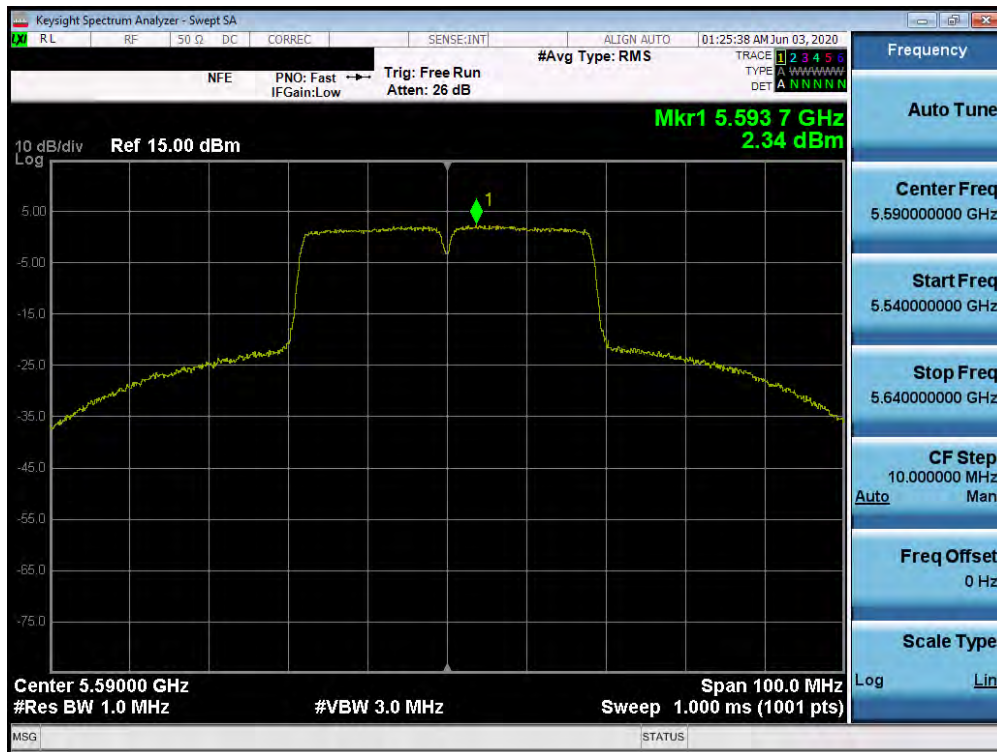 Keysight Spectrum Analyzer - Swept SA
LXI RL RF 50 Ω DC CORREC SENSE:INT ALIGN AUTO 01:25:38 AM Jun 03, 2020
#Avg Type: RMS TRACE 1 2 3 4 5 6
NFE PNO: Fast Trig: Free Run TYPE A WWWWW
IFGain:Low Atten: 26 dB DET A N N N N N
Mkr1 5.593 7 GHz
2.34 dBm
10 dB/div Ref 15.00 dBm
Log
1
5.00
-5.00
-15.0
-25.0
-35.0
-45.0
-55.0
-65.0
-75.0
Center 5.59000 GHz Span 100.0 MHz
#Res BW 1.0 MHz #VBW 3.0 MHz Sweep 1.000 ms (1001 pts)
MSG STATUS
Frequency
Auto Tune
Center Freq
5.590000000 GHz
Start Freq
5.540000000 GHz
Stop Freq
5.640000000 GHz
CF Step
10.000000 MHz
Auto Man
Freq Offset
0 Hz
Scale Type
Log Lin